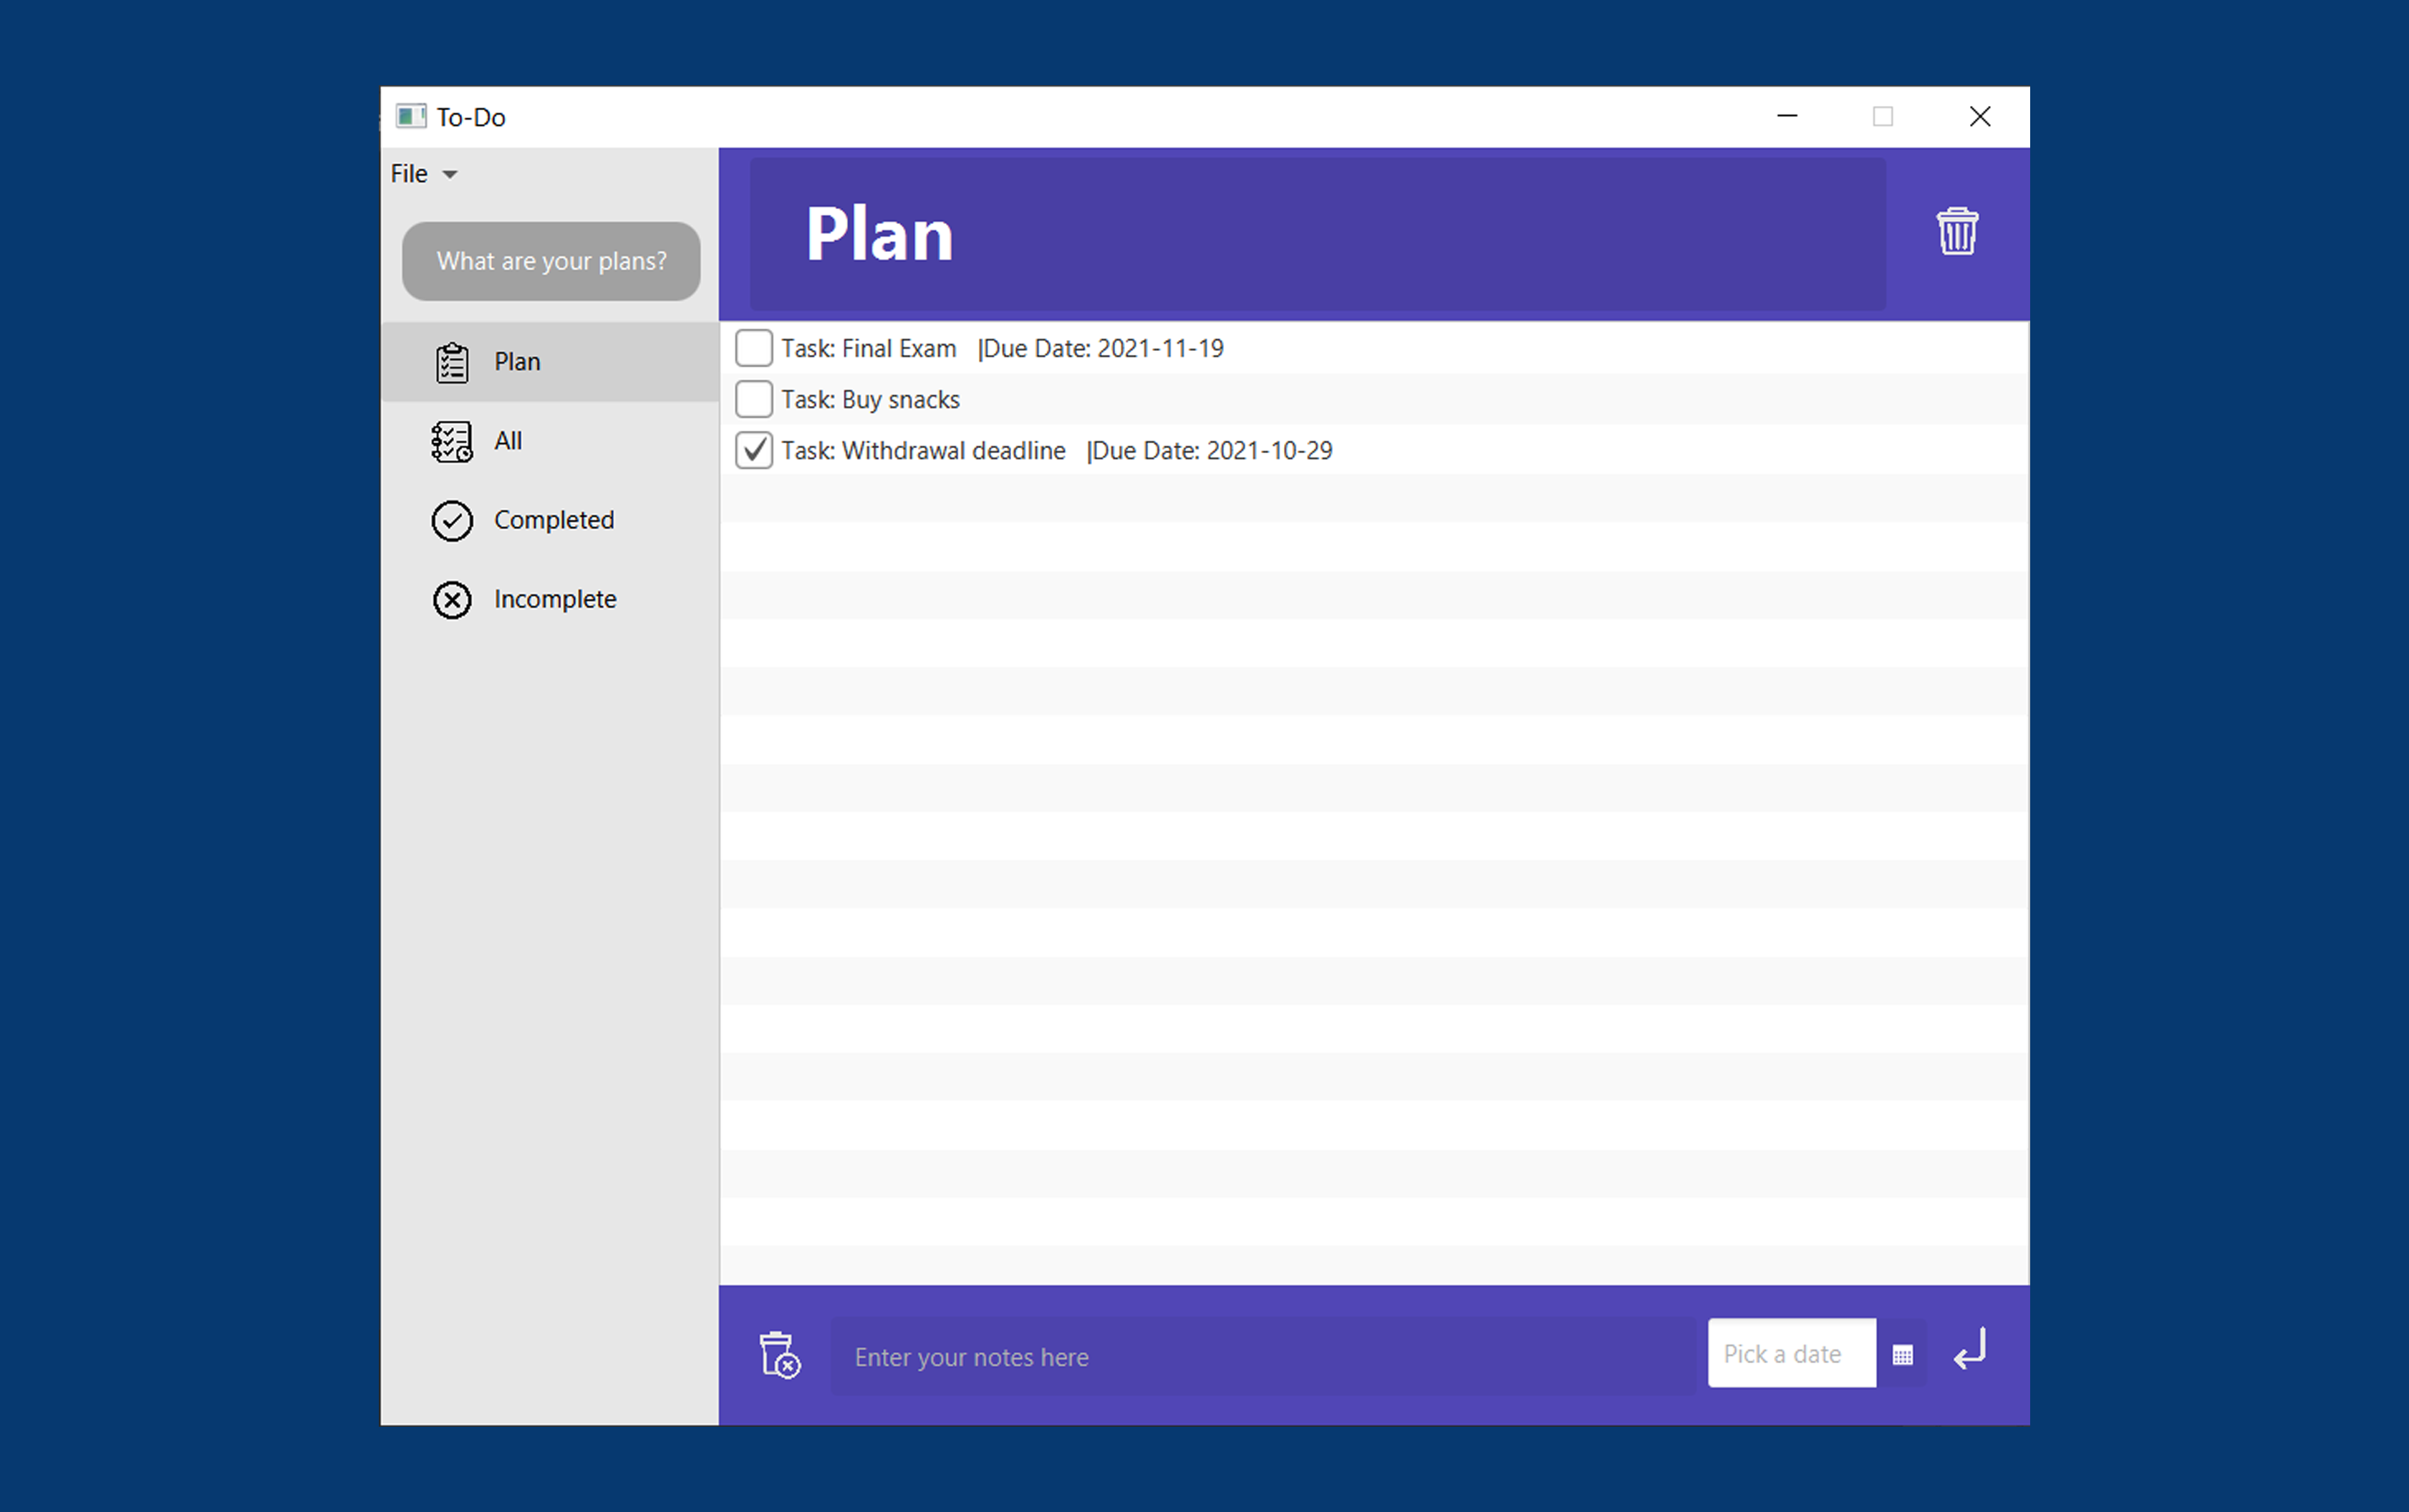 To-Do
File
What are your plans?
Plan
All
Completed
Incomplete
Plan
Task: Final Exam |Due Date: 2021-11-19
Task: Buy snacks
Task: Withdrawal deadline |Due Date: 2021-10-29
Enter your notes here
Pick a date